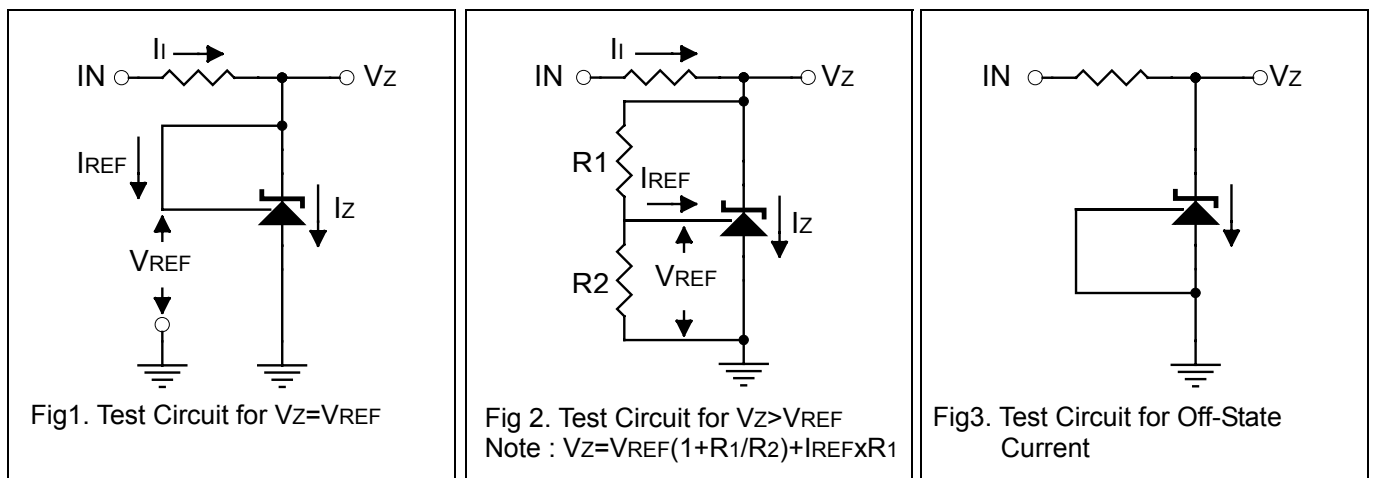 II
IN
VZ
IREF
IZ
VREF
Fig1. Test Circuit for VZ=VREF
II
IN
VZ
R1
IREF
IZ
R2
VREF
Fig 2. Test Circuit for VZ>VREF
Note : VZ=VREF(1+R1/R2)+IREFxR1
IN
VZ
Fig3. Test Circuit for Off-State
Current